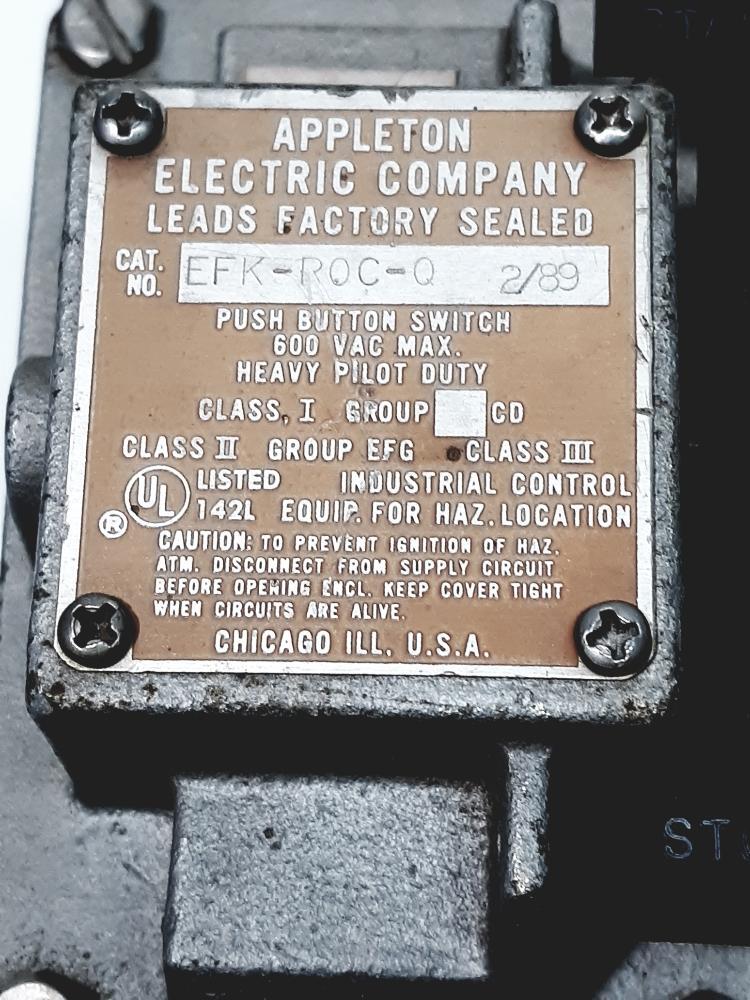 APPLETON
ELECTRIC COMPANY
LEADS FACTORY SEALED
CAT. NO. EFK-ROC-Q 2/89
PUSH BUTTON SWITCH
600 VAC MAX.
HEAVY PILOT DUTY
CLASS, I GROUP CD
CLASS II GROUP EFG CLASS III
UL LISTED INDUSTRIAL CONTROL
® 142L EQUIP. FOR HAZ. LOCATION
CAUTION: TO PREVENT IGNITION OF HAZ.
ATM. DISCONNECT FROM SUPPLY CIRCUIT
BEFORE OPENING ENCL. KEEP COVER TIGHT
WHEN CIRCUITS ARE ALIVE.
CHICAGO ILL. U.S.A.